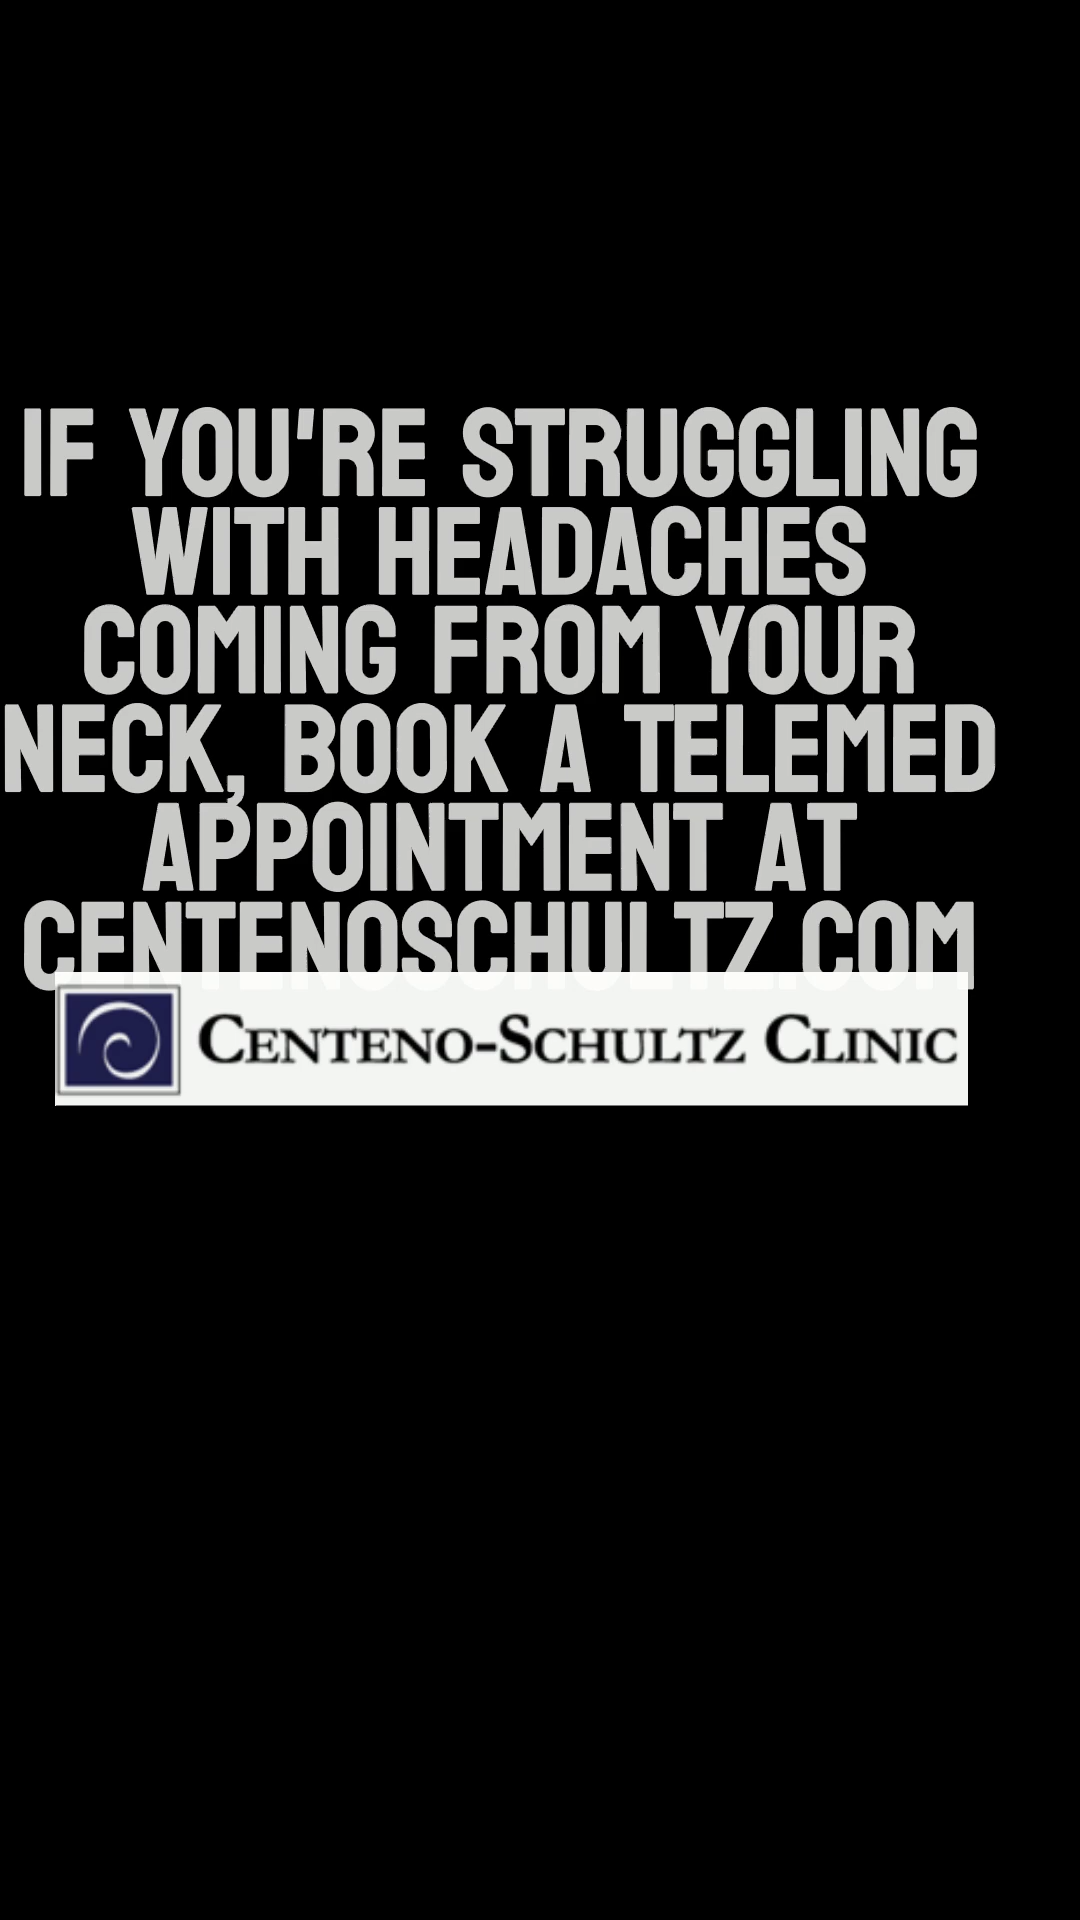 IF YOU'RE STRUGGLING
WITH HEADACHES
COMING FROM YOUR
NECK, BOOK A TELEMED
APPOINTMENT AT
CENTENOSCHULTZ.COM
CENTENO-SCHULTZ CLINIC